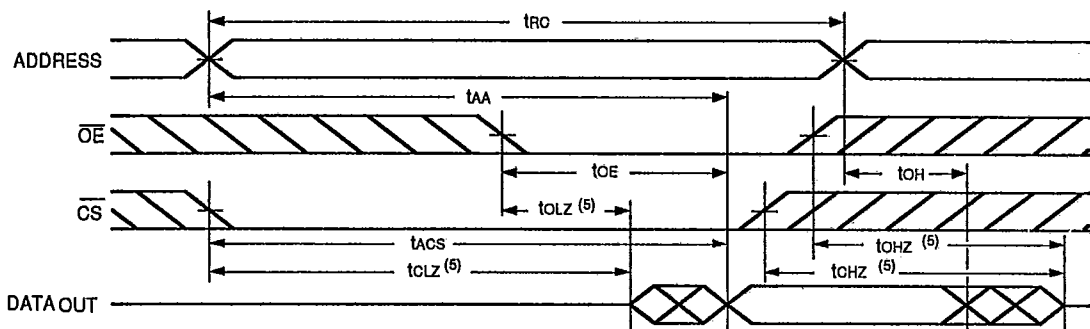 tRC
ADDRESS
tAA
OE
tOE
tOH
CS
tOLZ (5)
tACS
tOHZ (5)
tCLZ (5)
tCHZ (5)
DATA OUT